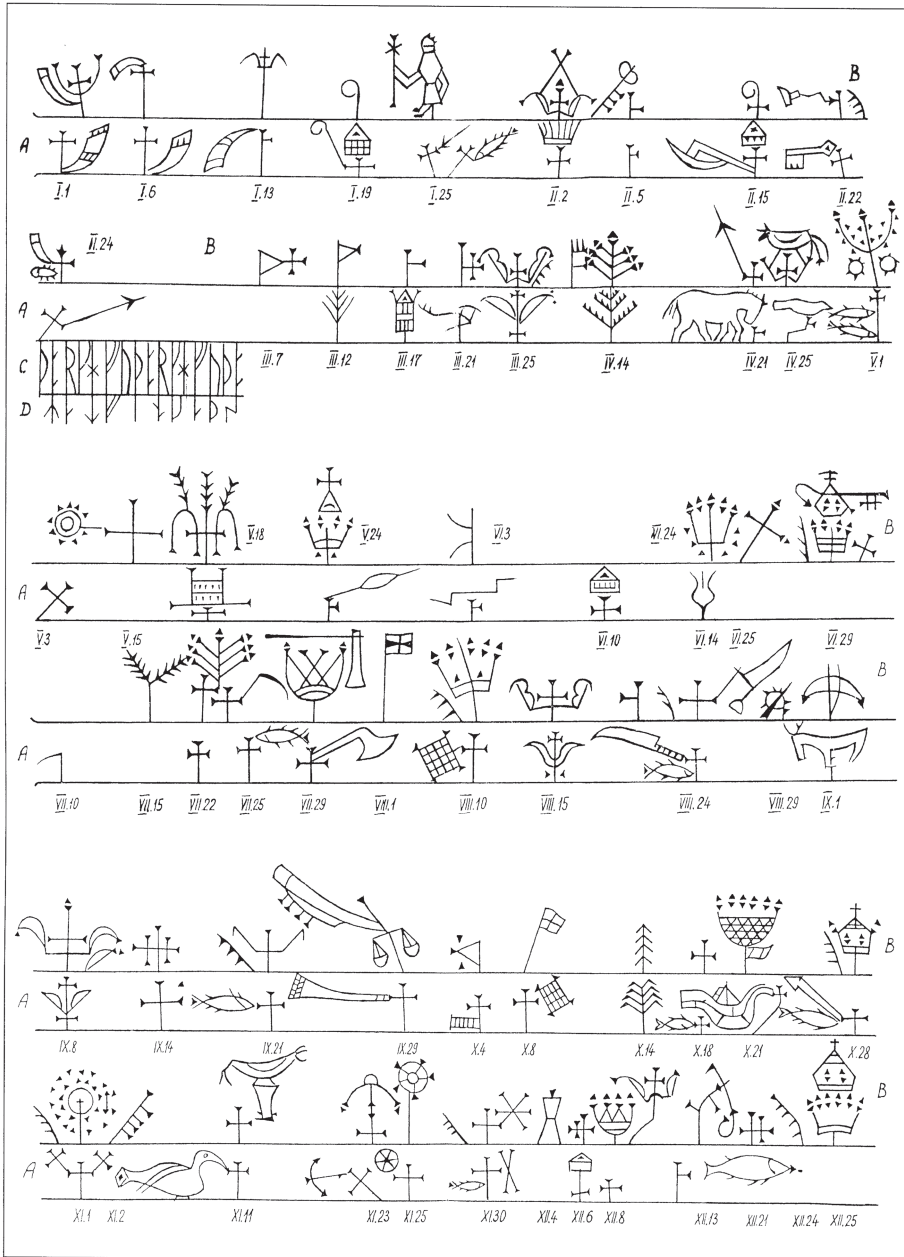 B
A
I.1 I.6 I.13 I.19 I.25 II.2 II.5 II.15 II.22
II.24 B
A
C
D
III.7 III.12 III.17 III.21 III.25 IV.14 IV.21 IV.25 V.1
V.18 V.24 VI.3 VI.24 B
A
V.3 V.15 VI.10 VI.14 VI.25 VI.29
B
A
VII.10 VII.15 VII.22 VII.25 VII.29 VIII.1 VIII.10 VIII.15 VIII.24 VIII.29 IX.1
B
A
IX.8 IX.14 IX.21 IX.29 X.4 X.8 X.14 X.18 X.21 X.28
B
A
XI.1 XI.2 XI.11 XI.23 XI.25 XI.30 XII.4 XII.6 XII.8 XII.13 XII.21 XII.24 XII.25